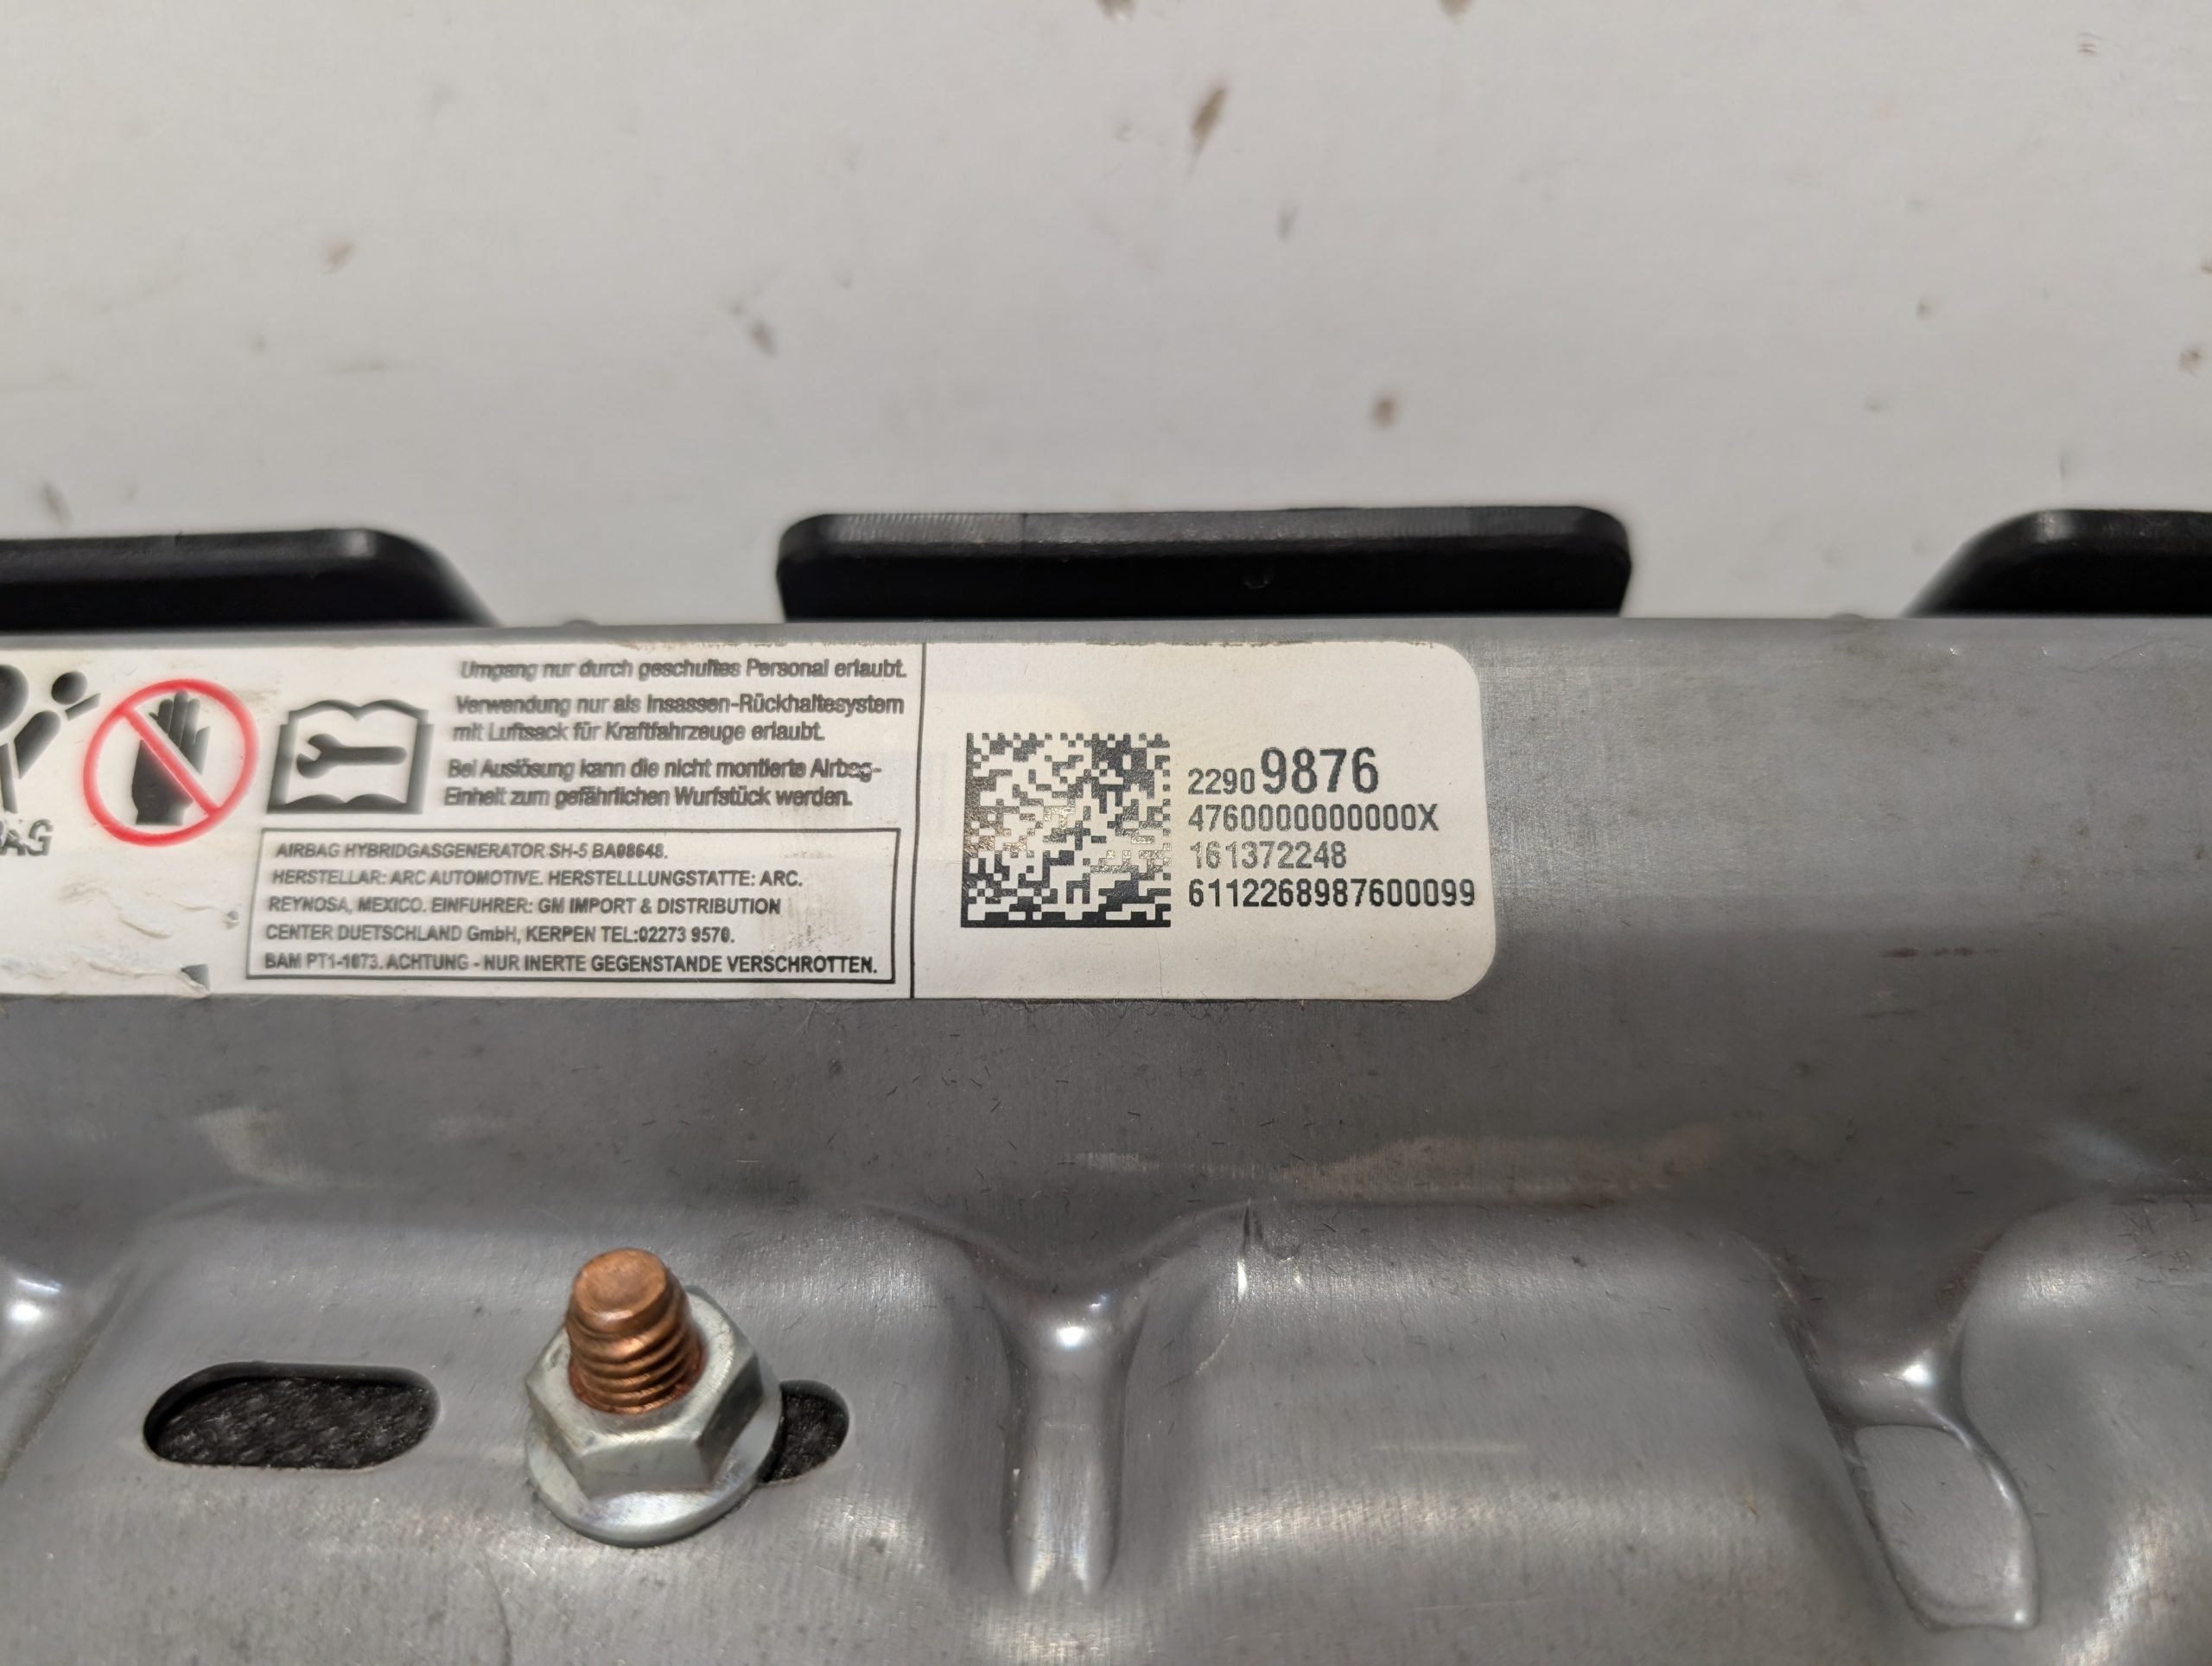 AG
Umgang nur durch geschultes Personal erlaubt.
Verwendung nur als Insassen-Rückhaltesystem
mit Luftsack für Kraftfahrzeuge erlaubt.
Bei Auslösung kann die nicht montierte Airbag-
Einheit zum gefährlichen Wurfstück werden.
AIRBAG HYBRIDGASGENERATOR SH-5 BA08648.
HERSTELLAR: ARC AUTOMOTIVE. HERSTELLLUNGSTATTE: ARC.
REYNOSA, MEXICO. EINFUHRER: GM IMPORT & DISTRIBUTION
CENTER DUETSCHLAND GmbH, KERPEN TEL:02273 9570.
BAM PT1-1073. ACHTUNG - NUR INERTE GEGENSTANDE VERSCHROTTEN.
22909876
4760000000000X
161372248
6112268987600099